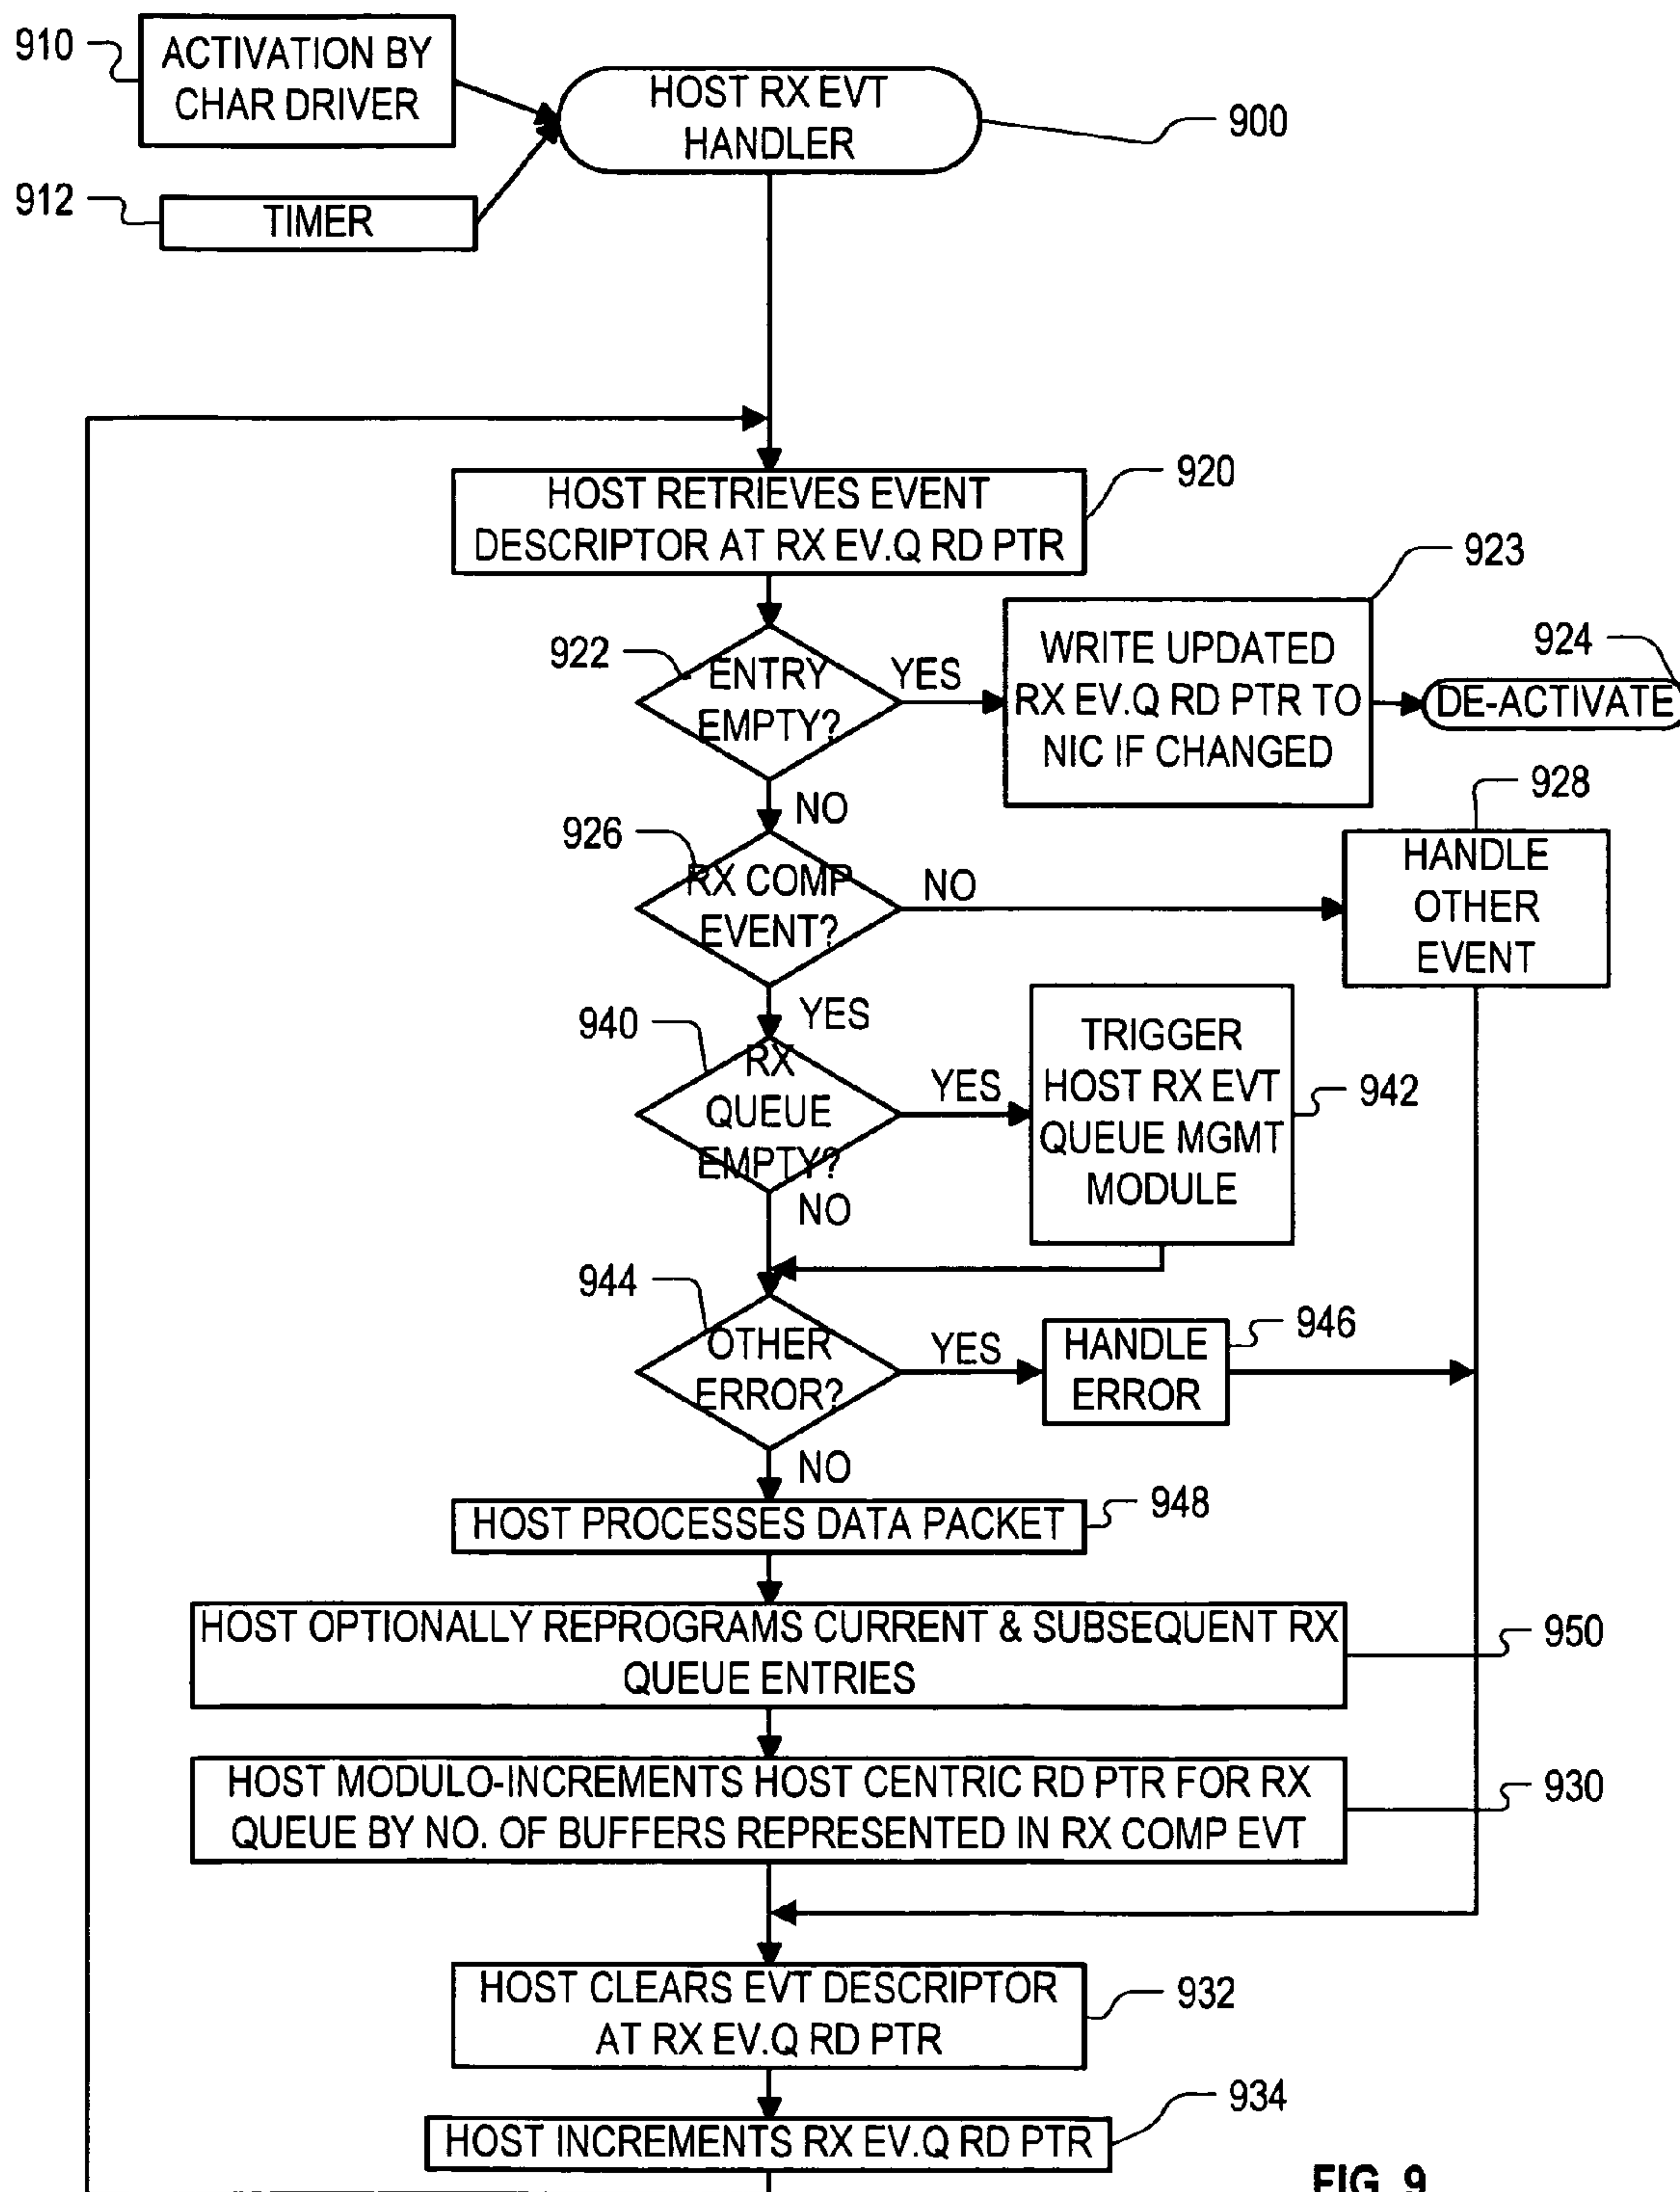 910
ACTIVATION BY
CHAR DRIVER
HOST RX EVT
HANDLER
900
912
TIMER
HOST RETRIEVES EVENT
DESCRIPTOR AT RX EV.Q RD PTR
920
922
ENTRY
EMPTY?
YES
923
WRITE UPDATED
RX EV.Q RD PTR TO
NIC IF CHANGED
924
DE-ACTIVATE
NO
926
RX COMP
EVENT?
NO
928
HANDLE
OTHER
EVENT
YES
940
RX
QUEUE
EMPTY?
YES
TRIGGER
HOST RX EVT
QUEUE MGMT
MODULE
942
NO
944
OTHER
ERROR?
YES
HANDLE
ERROR
946
NO
HOST PROCESSES DATA PACKET
948
HOST OPTIONALLY REPROGRAMS CURRENT & SUBSEQUENT RX
QUEUE ENTRIES
950
HOST MODULO-INCREMENTS HOST CENTRIC RD PTR FOR RX
QUEUE BY NO. OF BUFFERS REPRESENTED IN RX COMP EVT
930
HOST CLEARS EVT DESCRIPTOR
AT RX EV.Q RD PTR
932
934
HOST INCREMENTS RX EV.Q RD PTR
FIG. 9